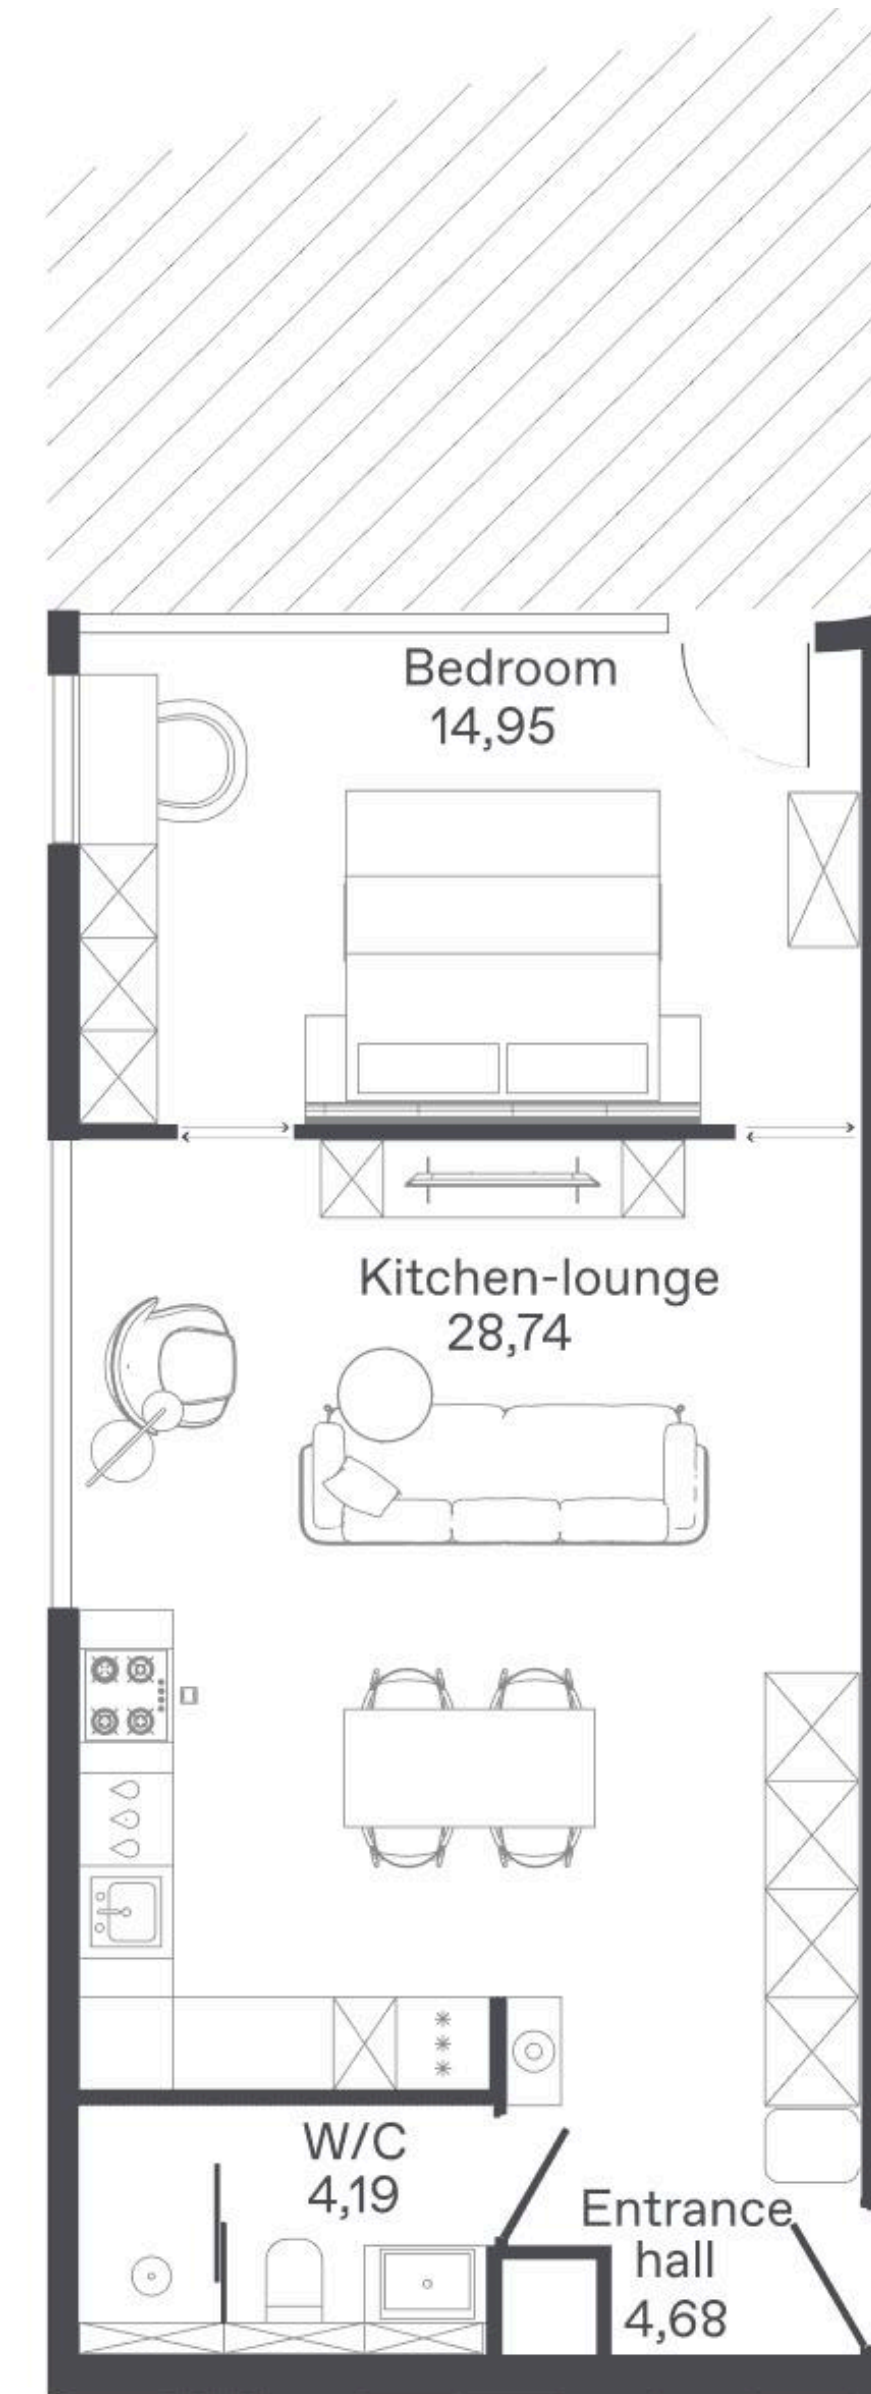 Bedroom
14,95
Kitchen-lounge
28,74
W/C
4,19
Entrance
hall
4,68